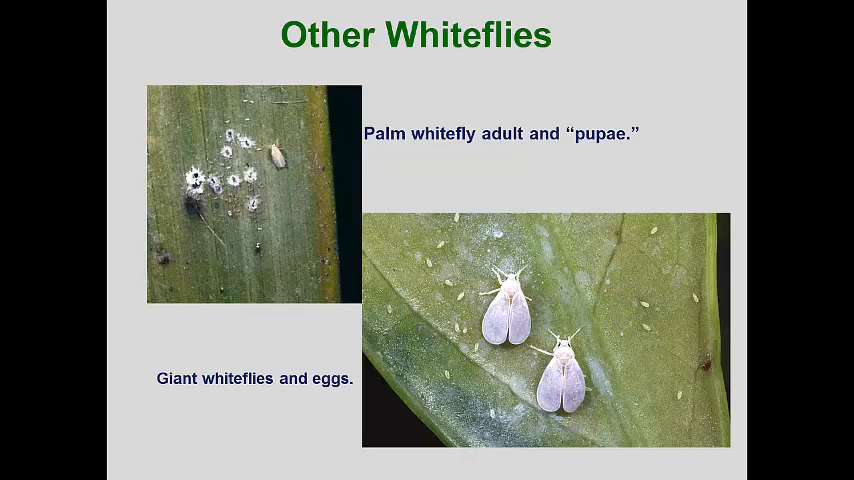 Other Whiteflies
Palm whitefly adult and “pupae.”
Giant whiteflies and eggs.